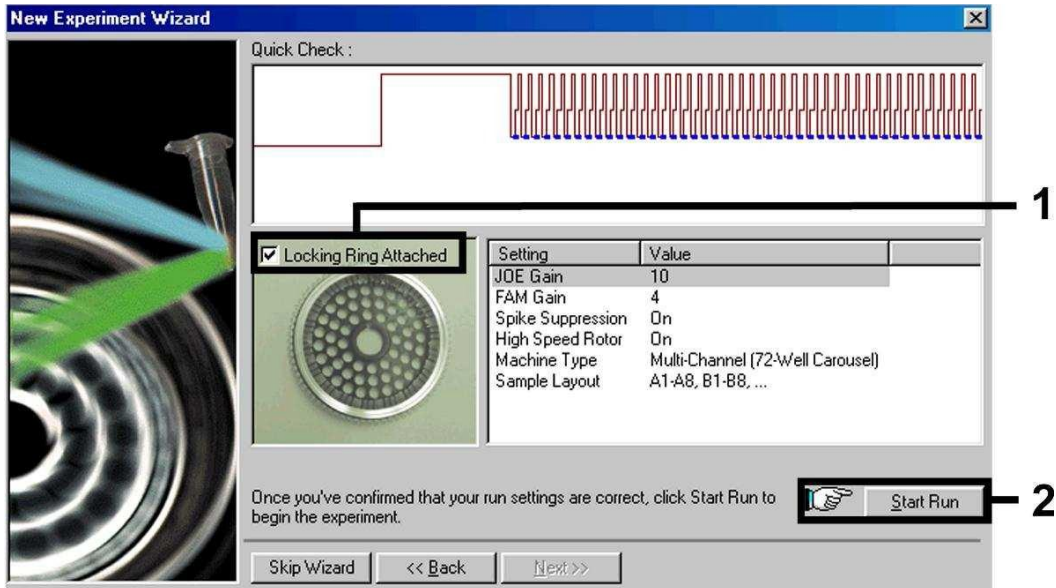 New Experiment Wizard
Quick Check :
1
Locking Ring Attached
Setting Value
JOE Gain 10
FAM Gain 4
Spike Suppression On
High Speed Rotor On
Machine Type Multi-Channel (72-Well Carousel)
Sample Layout A1-A8, B1-B8, ...
Once you've confirmed that your run settings are correct, click Start Run to
begin the experiment.
Start Run
2
Skip Wizard << Back Next >>